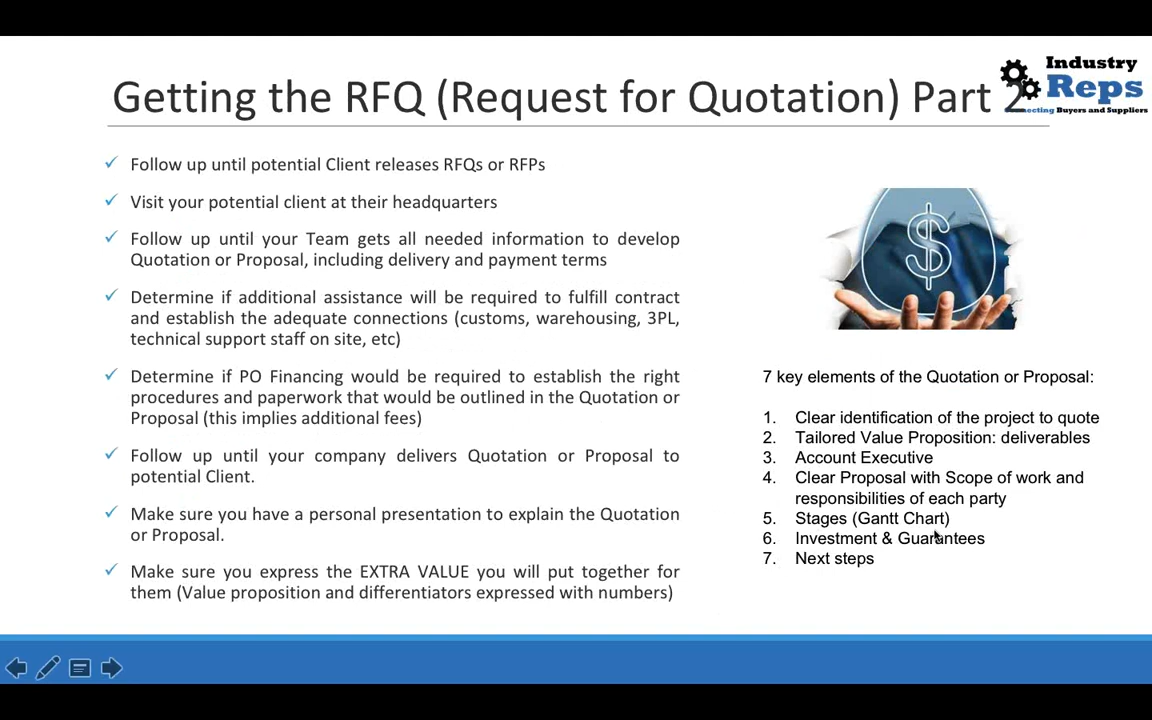 Getting the RFQ (Request for Quotation) Part 2
Industry
Reps
ecting Buyers and Suppliers
Follow up until potential Client releases RFQs or RFPs
Visit your potential client at their headquarters
Follow up until your Team gets all needed information to develop
Quotation or Proposal, including delivery and payment terms
Determine if additional assistance will be required to fulfill contract
and establish the adequate connections (customs, warehousing, 3PL,
technical support staff on site, etc)
Determine if PO Financing would be required to establish the right
procedures and paperwork that would be outlined in the Quotation or
Proposal (this implies additional fees)
Follow up until your company delivers Quotation or Proposal to
potential Client.
Make sure you have a personal presentation to explain the Quotation
or Proposal.
Make sure you express the EXTRA VALUE you will put together for
them (Value proposition and differentiators expressed with numbers)
$
7 key elements of the Quotation or Proposal:
1. Clear identification of the project to quote
2. Tailored Value Proposition: deliverables
3. Account Executive
4. Clear Proposal with Scope of work and
responsibilities of each party
5. Stages (Gantt Chart)
6. Investment & Guarantees
7. Next steps